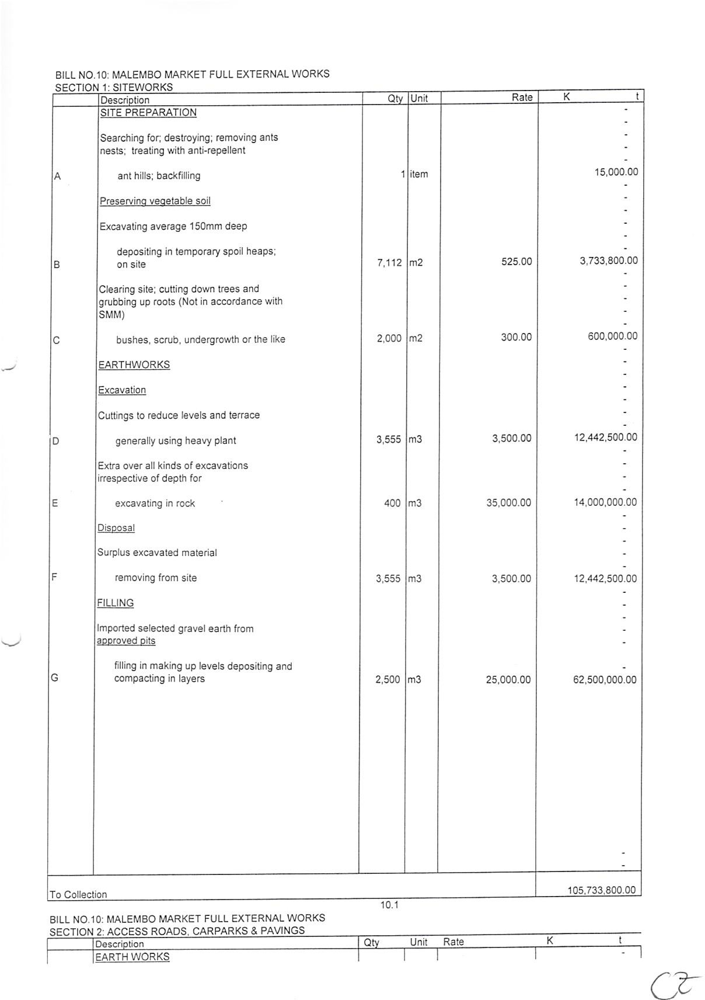 BILL NO.10: MALEMBO MARKET FULL EXTERNAL WORKS
SECTION 1: SITEWORKS
Description Qty Unit Rate K t
SITE PREPARATION -
-
Searching for; destroying; removing ants -
nests; treating with anti-repellent -
-
A ant hills; backfilling 1 item 15,000.00
-
Preserving vegetable soil -
-
Excavating average 150mm deep -
-
depositing in temporary spoil heaps; -
B on site 7,112 m2 525.00 3,733,800.00
-
Clearing site; cutting down trees and -
grubbing up roots (Not in accordance with -
SMM) -
-
C bushes, scrub, undergrowth or the like 2,000 m2 300.00 600,000.00
-
EARTHWORKS -
-
Excavation -
-
Cuttings to reduce levels and terrace -
-
D generally using heavy plant 3,555 m3 3,500.00 12,442,500.00
-
Extra over all kinds of excavations -
irrespective of depth for -
-
E excavating in rock 400 m3 35,000.00 14,000,000.00
-
Disposal -
-
Surplus excavated material -
-
F removing from site 3,555 m3 3,500.00 12,442,500.00
-
FILLING -
-
Imported selected gravel earth from -
approved pits -
filling in making up levels depositing and -
G compacting in layers 2,500 m3 25,000.00 62,500,000.00
-
-
To Collection 105,733,800.00
10.1
BILL NO.10: MALEMBO MARKET FULL EXTERNAL WORKS
SECTION 2: ACCESS ROADS, CARPARKS & PAVINGS
Description Qty Unit Rate K t
EARTH WORKS -